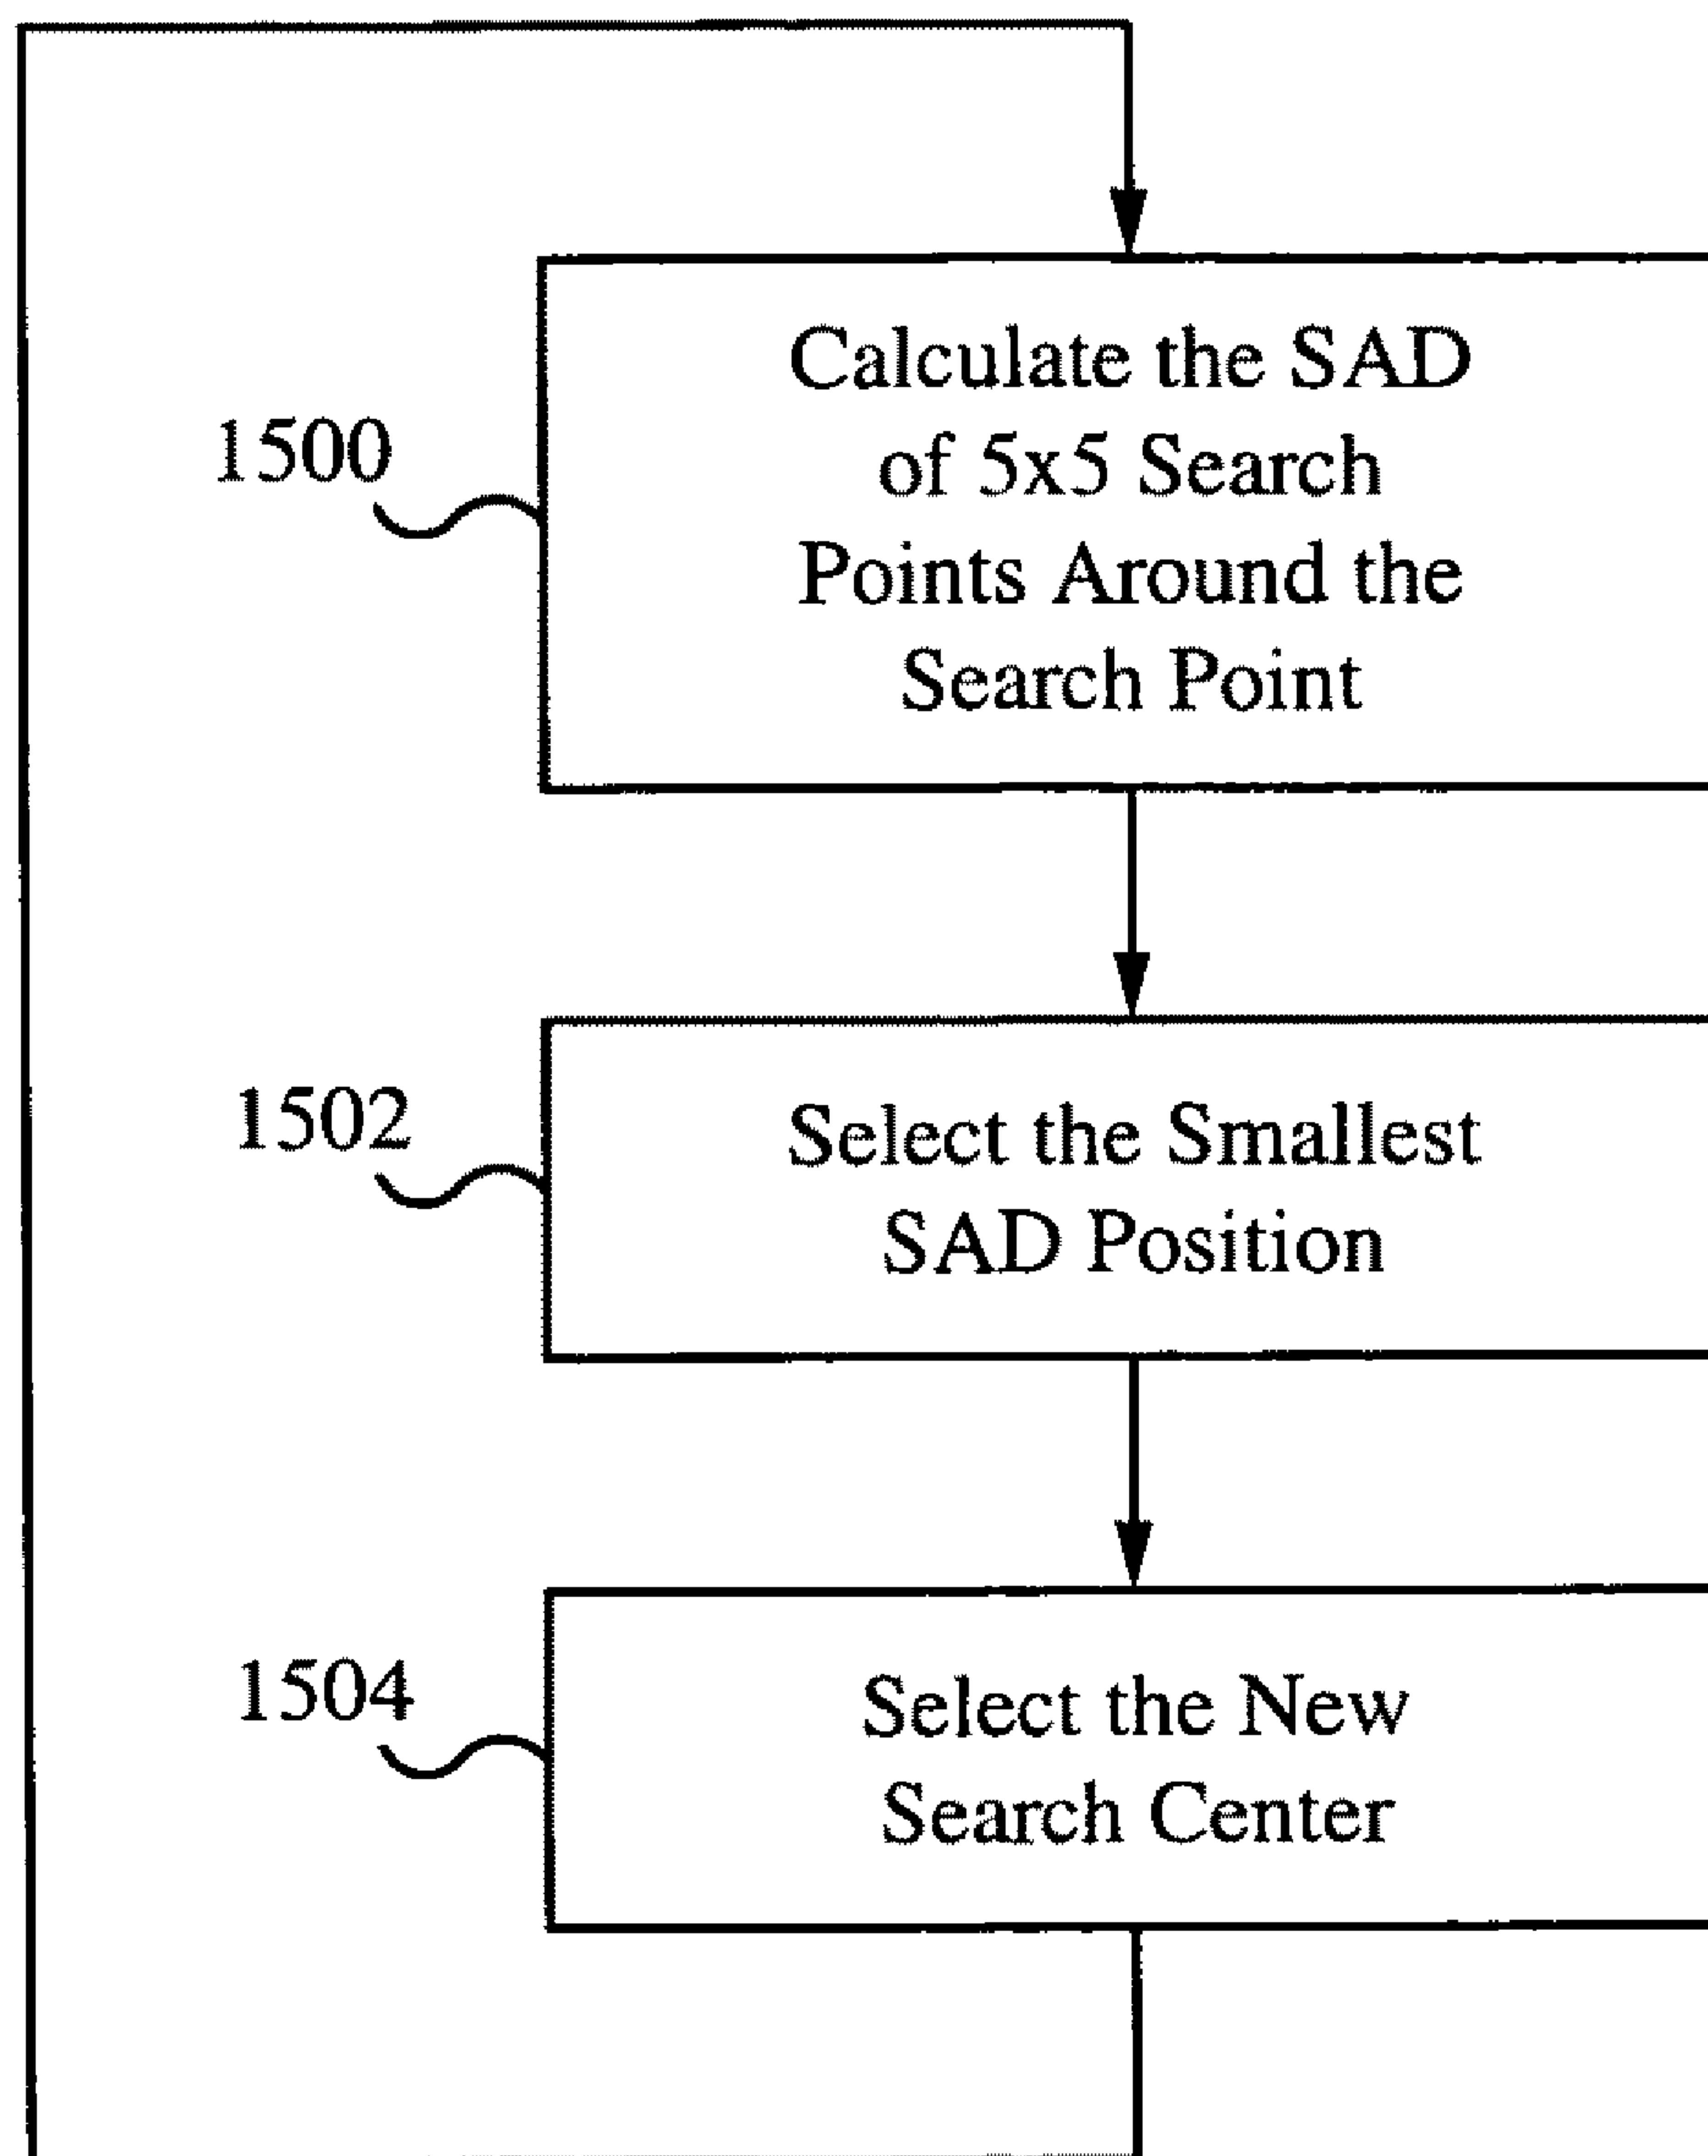 1500
Calculate the SAD
of 5x5 Search
Points Around the
Search Point
1502
Select the Smallest
SAD Position
1504
Select the New
Search Center